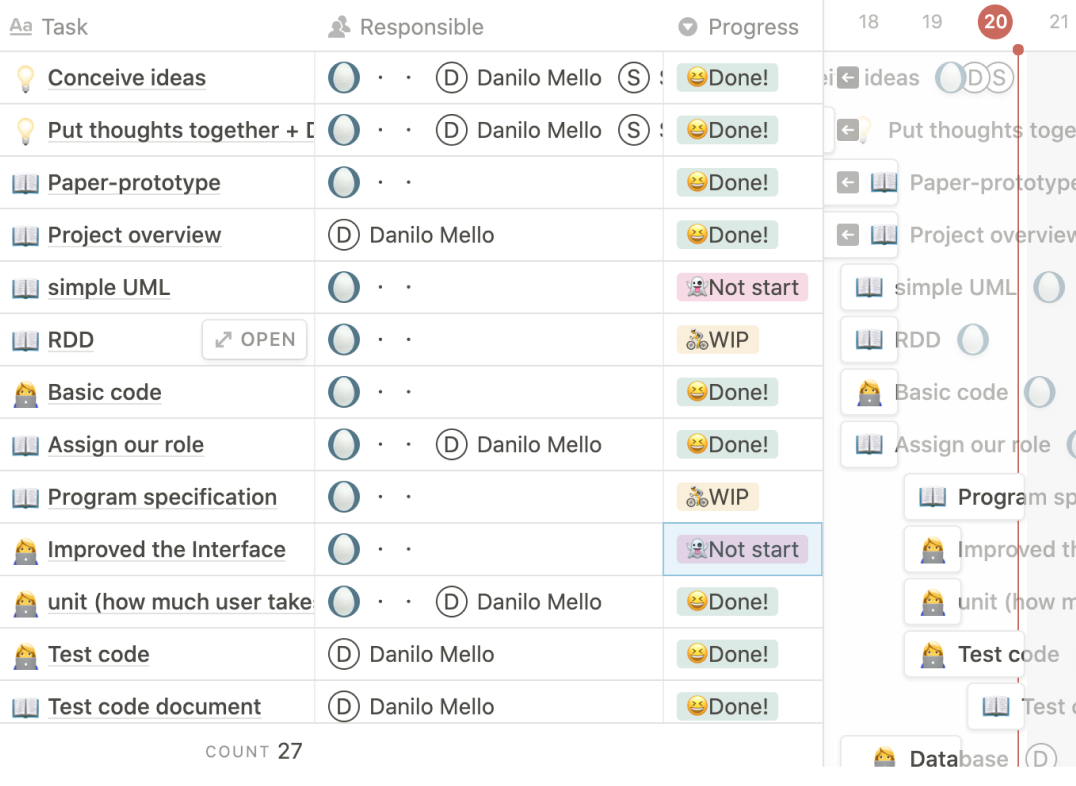 Aa Task Responsible Progress 18 19 20 21
Conceive ideas · · D Danilo Mello S Done! ideas D S
Put thoughts together + D · · D Danilo Mello S Done! Put thoughts toge
Paper-prototype · · Done! Paper-prototype
Project overview D Danilo Mello Done! Project overview
simple UML · · Not start simple UML
RDD OPEN · · WIP RDD
Basic code · · Done! Basic code
Assign our role · · D Danilo Mello Done! Assign our role
Program specification · · WIP Program sp
Improved the Interface · · Not start Improved th
unit (how much user take · · D Danilo Mello Done! unit (how m
Test code D Danilo Mello Done! Test code
Test code document D Danilo Mello Done! Test c
COUNT 27 Database D